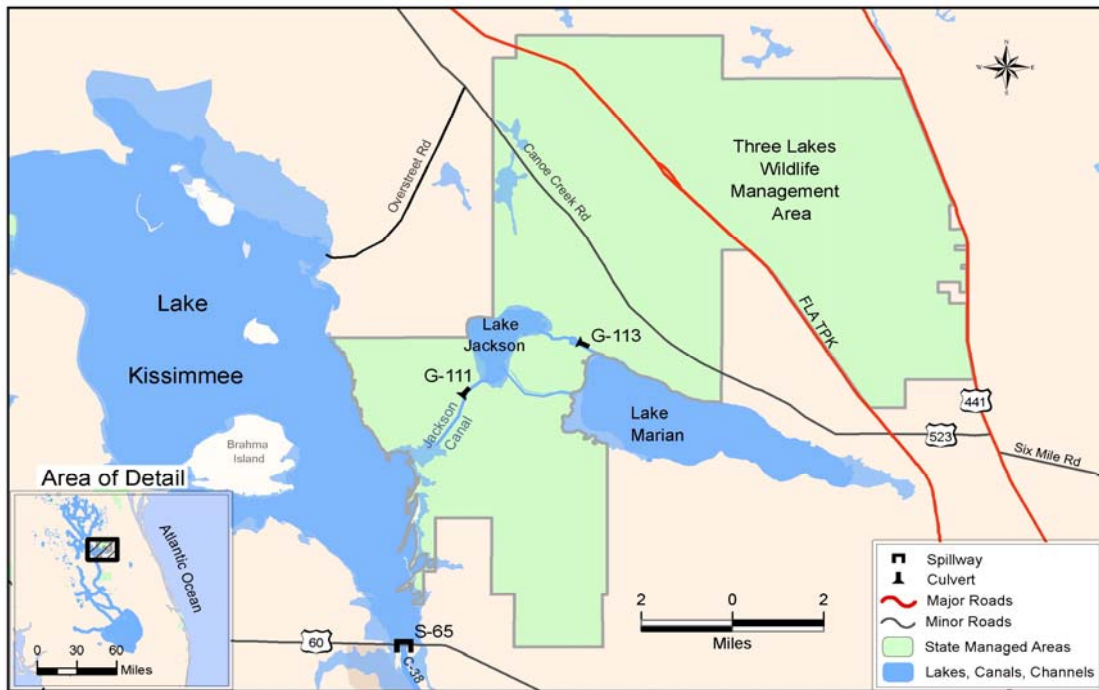 N
W
E
S
Overstreet Rd
Canoe Creek Rd
Three Lakes
Wildlife
Management
Area
Lake
Kissimmee
Lake
Jackson
G-113
FLA TPK
G-111
Jackson
Canal
Lake
Marian
441
523
Six Mile Rd
Brahma
Island
Area of Detail
Atlantic Ocean
0 30 60
Miles
60
S-65
C-38
2 0 2
Miles
Spillway
Culvert
Major Roads
Minor Roads
State Managed Areas
Lakes, Canals, Channels